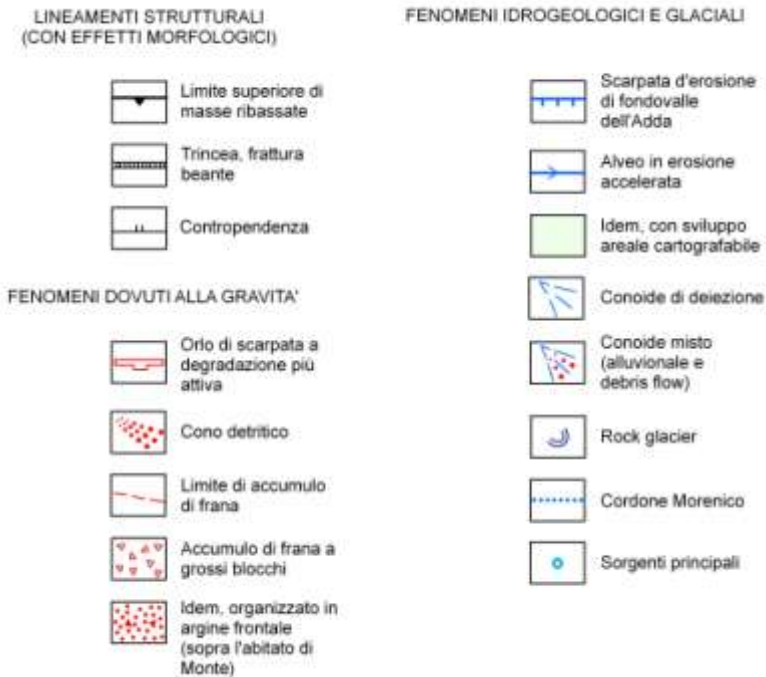 LINEAMENTI STRUTTURALI
(CON EFFETTI MORFOLOGICI)
Limite superiore di
masse ribassate
Trincea, frattura
beante
Contropendenza
FENOMENI DOVUTI ALLA GRAVITA'
Orlo di scarpata a
degradazione più
attiva
Cono detritico
Limite di accumulo
di frana
Accumulo di frana a
grossi blocchi
Idem, organizzato in
argine frontale
(sopra l'abitato di
Monte)
FENOMENI IDROGEOLOGICI E GLACIALI
Scarpata d'erosione
di fondovalle
dell'Adda
Alveo in erosione
accelerata
Idem, con sviluppo
areale cartografabile
Conoide di deiezione
Conoide misto
(alluvionale e
debris flow)
Rock glacier
Cordone Morenico
Sorgenti principali